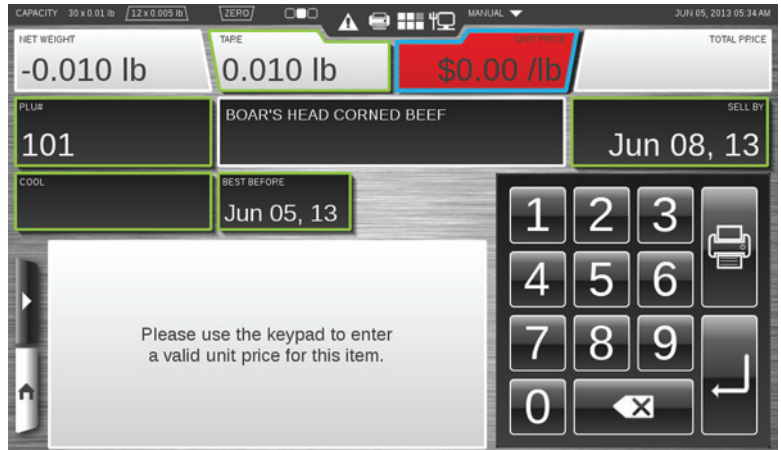 CAPACITY 30 x 0.01 lb 12 x 0.005 lb ZERO MANUAL JUN 05, 2013 05:34 AM
NET WEIGHT
-0.010 lb
TARE
0.010 lb
UNIT PRICE
$0.00 /lb
TOTAL PRICE
PLU#
101
BOAR'S HEAD CORNED BEEF
SELL BY
Jun 08, 13
COOL
BEST BEFORE
Jun 05, 13
Please use the keypad to enter
a valid unit price for this item.
1 2 3
4 5 6
7 8 9
0